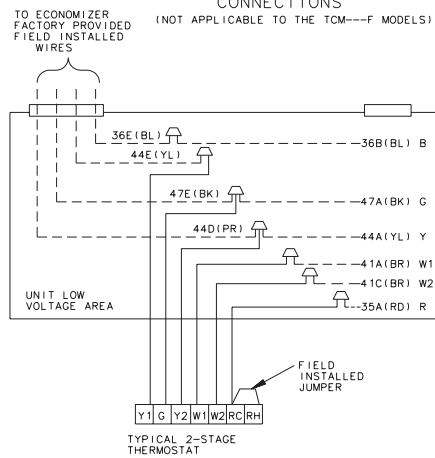 CONNECTIONS
(NOT APPLICABLE TO THE TCM---F MODELS)
TO ECONOMIZER
FACTORY PROVIDED
FIELD INSTALLED
WIRES
36E(BL)
36B(BL) B
44E(YL)
47E(BK)
47A(BK) G
44D(PR)
44A(YL) Y
41A(BR) W1
41C(BR) W2
35A(RD) R
UNIT LOW
VOLTAGE AREA
FIELD
INSTALLED
JUMPER
Y1 G Y2 W1 W2 RC RH
TYPICAL 2-STAGE
THERMOSTAT